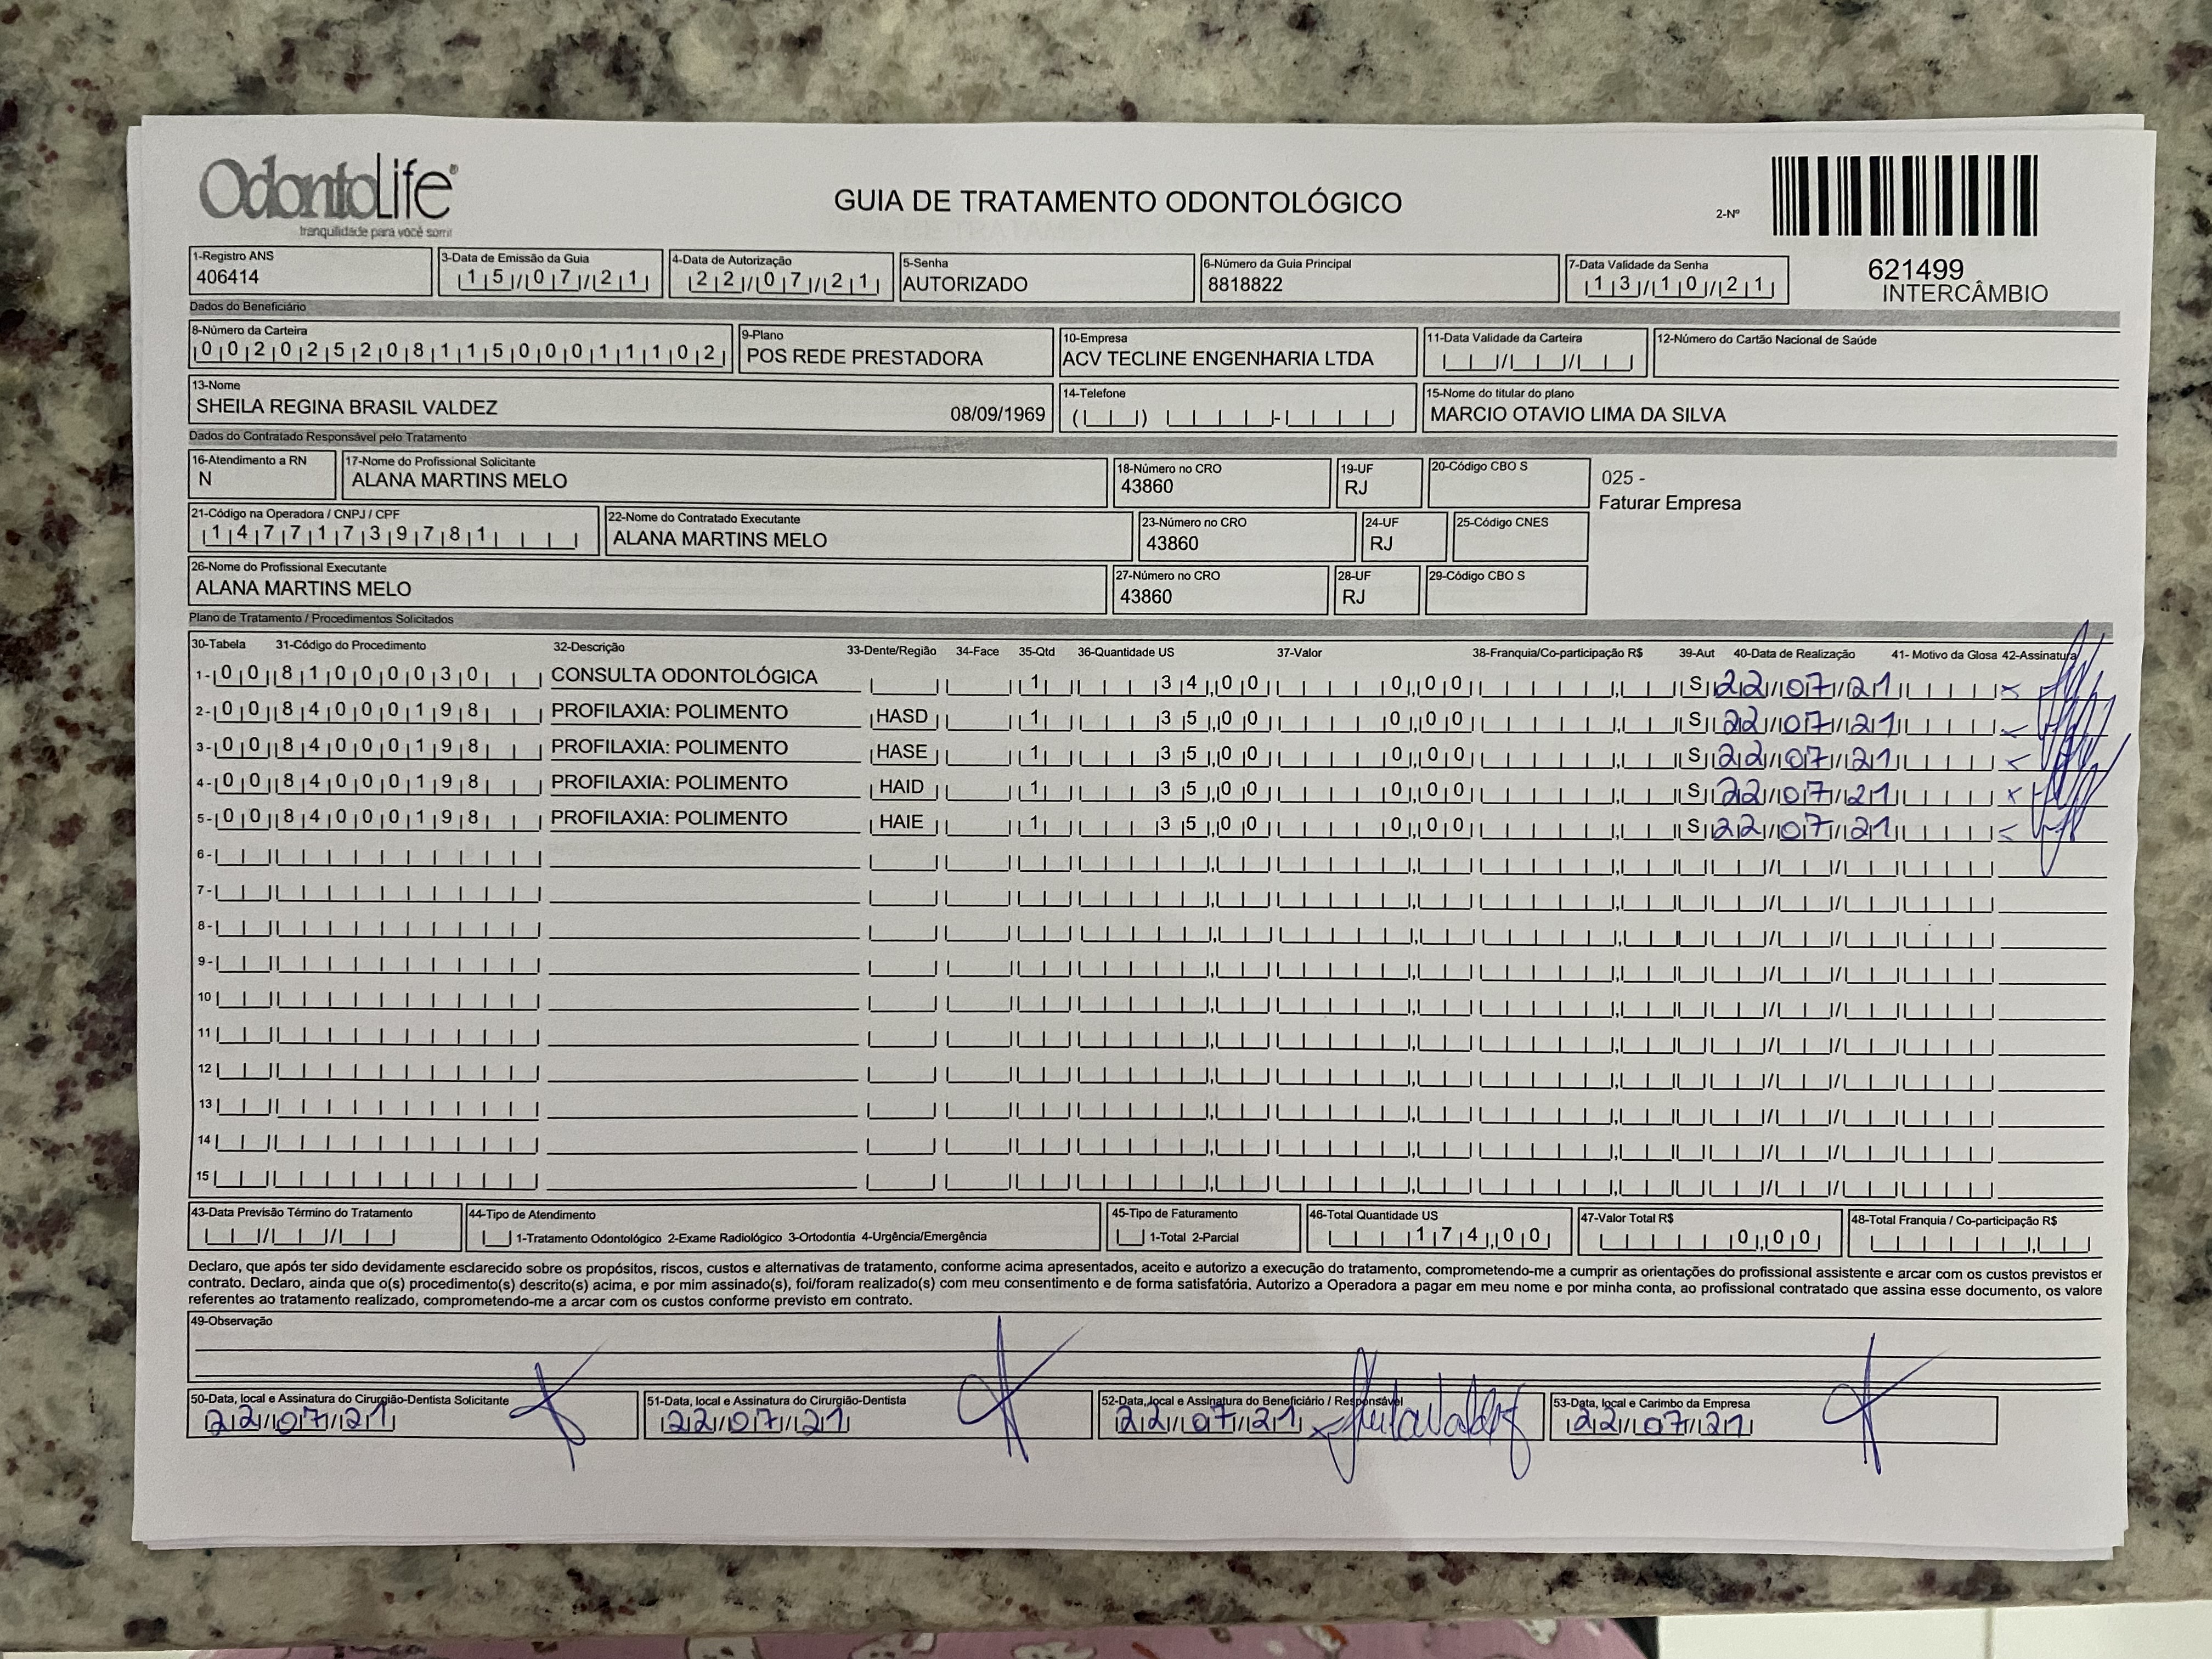 OdontoLife®
tranquilidade para você sorrir
GUIA DE TRATAMENTO ODONTOLÓGICO
2-Nº
621499
INTERCÂMBIO
1-Registro ANS
406414
3-Data de Emissão da Guia
15/07/21
4-Data de Autorização
22/07/21
5-Senha
AUTORIZADO
6-Número da Guia Principal
8818822
7-Data Validade da Senha
13/10/21
Dados do Beneficiário
8-Número da Carteira
00202520811500011102
9-Plano
POS REDE PRESTADORA
10-Empresa
ACV TECLINE ENGENHARIA LTDA
11-Data Validade da Carteira
12-Número do Cartão Nacional de Saúde
13-Nome
SHEILA REGINA BRASIL VALDEZ 08/09/1969
14-Telefone
15-Nome do titular do plano
MARCIO OTAVIO LIMA DA SILVA
Dados do Contratado Responsável pelo Tratamento
16-Atendimento a RN
N
17-Nome do Profissional Solicitante
ALANA MARTINS MELO
18-Número no CRO
43860
19-UF
RJ
20-Código CBO S
025 -
Faturar Empresa
21-Código na Operadora / CNPJ / CPF
14771739781
22-Nome do Contratado Executante
ALANA MARTINS MELO
23-Número no CRO
43860
24-UF
RJ
25-Código CNES
26-Nome do Profissional Executante
ALANA MARTINS MELO
27-Número no CRO
43860
28-UF
RJ
29-Código CBO S
Plano de Tratamento / Procedimentos Solicitados
30-Tabela 31-Código do Procedimento 32-Descrição 33-Dente/Região 34-Face 35-Qtd 36-Quantidade US 37-Valor 38-Franquia/Co-participação R$ 39-Aut 40-Data de Realização 41- Motivo da Glosa 42-Assinatura
1- 00 81000030 CONSULTA ODONTOLÓGICA 1 34,00 0,00 S 22/07/21
2- 00 84000198 PROFILAXIA: POLIMENTO HASD 1 35,00 0,00 S 22/07/21
3- 00 84000198 PROFILAXIA: POLIMENTO HASE 1 35,00 0,00 S 22/07/21
4- 00 84000198 PROFILAXIA: POLIMENTO HAID 1 35,00 0,00 S 22/07/21
5- 00 84000198 PROFILAXIA: POLIMENTO HAIE 1 35,00 0,00 S 22/07/21
6-
7-
8-
9-
10
11
12
13
14
15
43-Data Previsão Término do Tratamento
44-Tipo de Atendimento
1-Tratamento Odontológico 2-Exame Radiológico 3-Ortodontia 4-Urgência/Emergência
45-Tipo de Faturamento
1-Total 2-Parcial
46-Total Quantidade US
174,00
47-Valor Total R$
0,00
48-Total Franquia / Co-participação R$
Declaro, que após ter sido devidamente esclarecido sobre os propósitos, riscos, custos e alternativas de tratamento, conforme acima apresentados, aceito e autorizo a execução do tratamento, comprometendo-me a cumprir as orientações do profissional assistente e arcar com os custos previstos er
contrato. Declaro, ainda que o(s) procedimento(s) descrito(s) acima, e por mim assinado(s), foi/foram realizado(s) com meu consentimento e de forma satisfatória. Autorizo a Operadora a pagar em meu nome e por minha conta, ao profissional contratado que assina esse documento, os valore
referentes ao tratamento realizado, comprometendo-me a arcar com os custos conforme previsto em contrato.
49-Observação
50-Data, local e Assinatura do Cirurgião-Dentista Solicitante
22/07/21
51-Data, local e Assinatura do Cirurgião-Dentista
22/07/21
52-Data, local e Assinatura do Beneficiário / Responsável
22/07/21
53-Data, local e Carimbo da Empresa
22/07/21